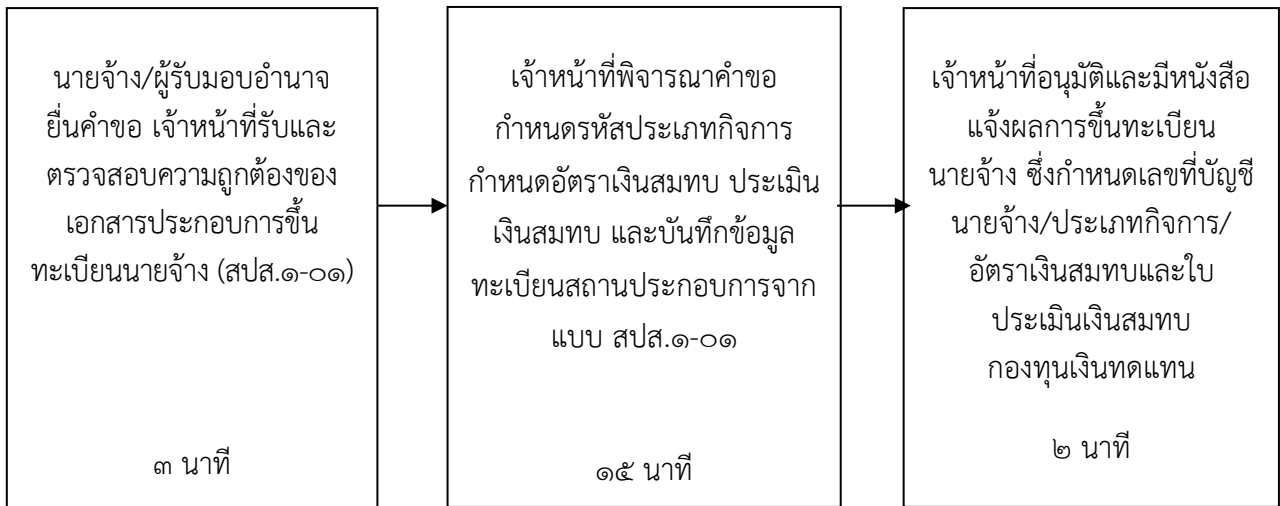 นายจ้าง/ผู้รับมอบอำนาจ
ยื่นคำขอ เจ้าหน้าที่รับและ
ตรวจสอบความถูกต้องของ
เอกสารประกอบการขึ้น
ทะเบียนนายจ้าง (สปส.๑-๐๑)
๓ นาที
เจ้าหน้าที่พิจารณาคำขอ
กำหนดรหัสประเภทกิจการ
กำหนดอัตราเงินสมทบ ประเมิน
เงินสมทบ และบันทึกข้อมูล
ทะเบียนสถานประกอบการจาก
แบบ สปส.๑-๐๑
๑๕ นาที
เจ้าหน้าที่อนุมัติและมีหนังสือ
แจ้งผลการขึ้นทะเบียน
นายจ้าง ซึ่งกำหนดเลขที่บัญชี
นายจ้าง/ประเภทกิจการ/
อัตราเงินสมทบและใบ
ประเมินเงินสมทบ
กองทุนเงินทดแทน
๒ นาที